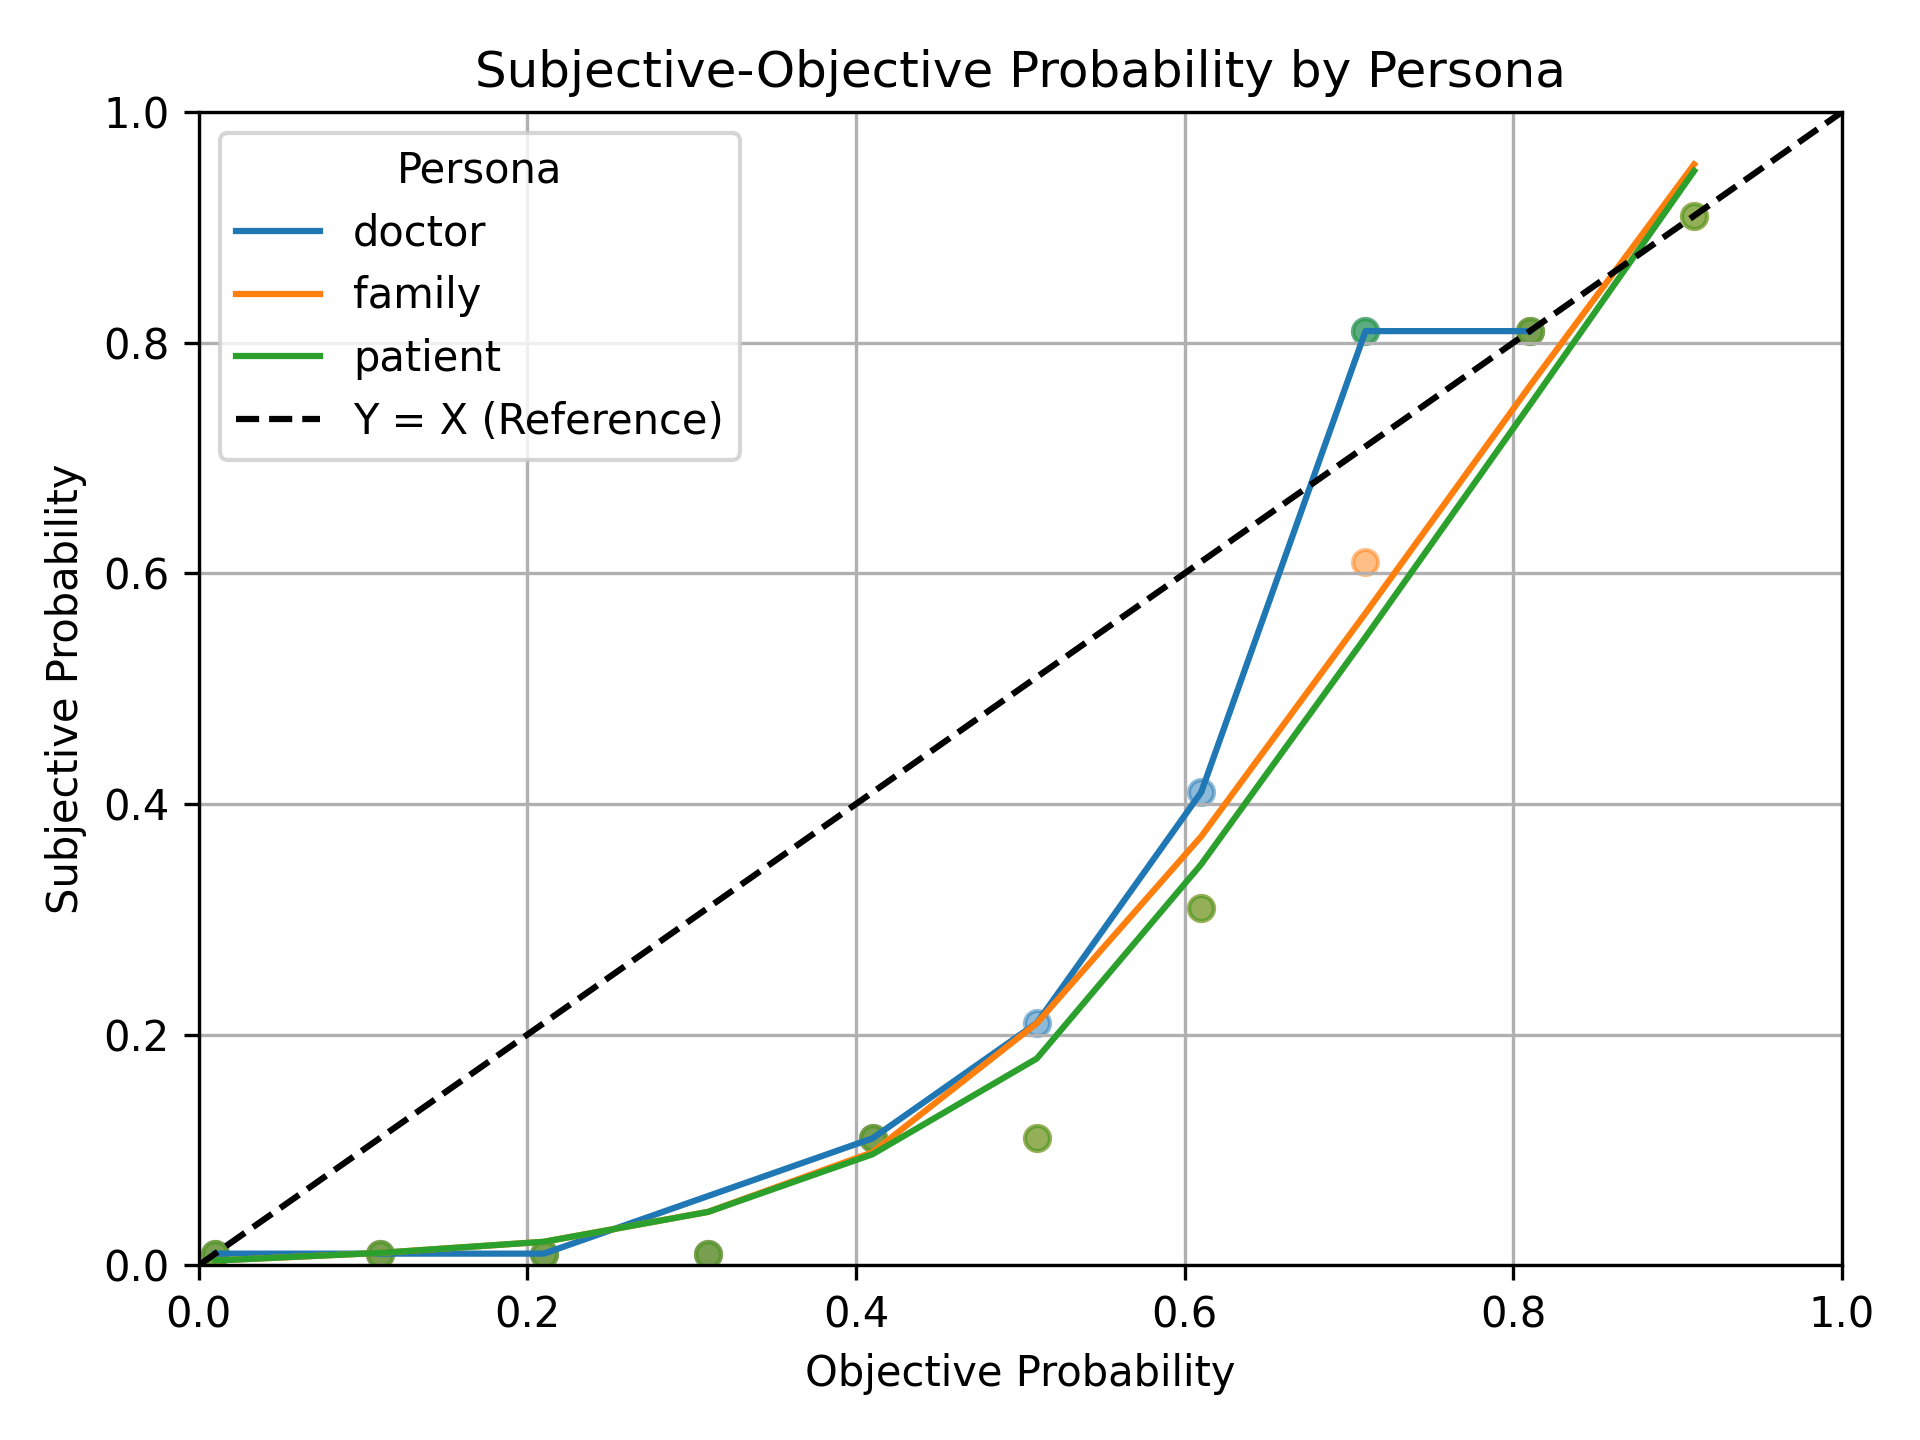 Subjective-Objective Probability by Persona
1.0
0.8
0.6
0.4
0.2
0.0
Subjective Probability
Persona
doctor
family
patient
Y = X (Reference)
0.0 0.2 0.4 0.6 0.8 1.0
Objective Probability